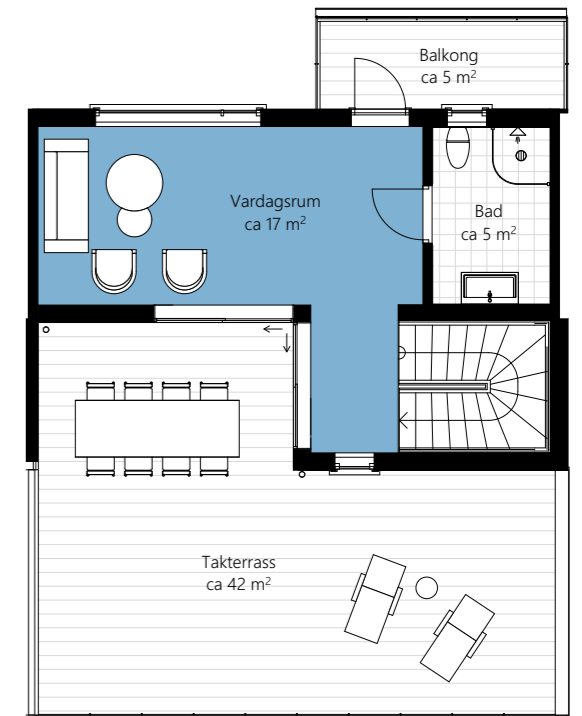 Balkong
ca 5 m²
Vardagsrum
ca 17 m²
Bad
ca 5 m²
Takterrass
ca 42 m²